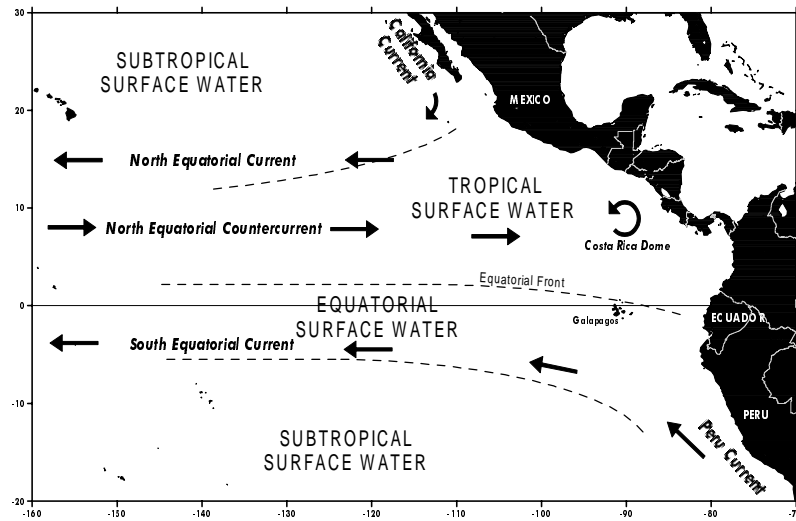 30
20
10
0
-10
-20
-160
-150
-140
-130
-120
-110
-100
-90
-80
-7
SUBTROPICAL
SURFACE WATER
California
Current
MEXICO
North Equatorial Current
TROPICAL
SURFACE WATER
North Equatorial Countercurrent
Costa Rica Dome
Equatorial Front
EQUATORIAL
SURFACE WATER
Galapagos
ECUADOR
South Equatorial Current
PERU
Peru Current
SUBTROPICAL
SURFACE WATER